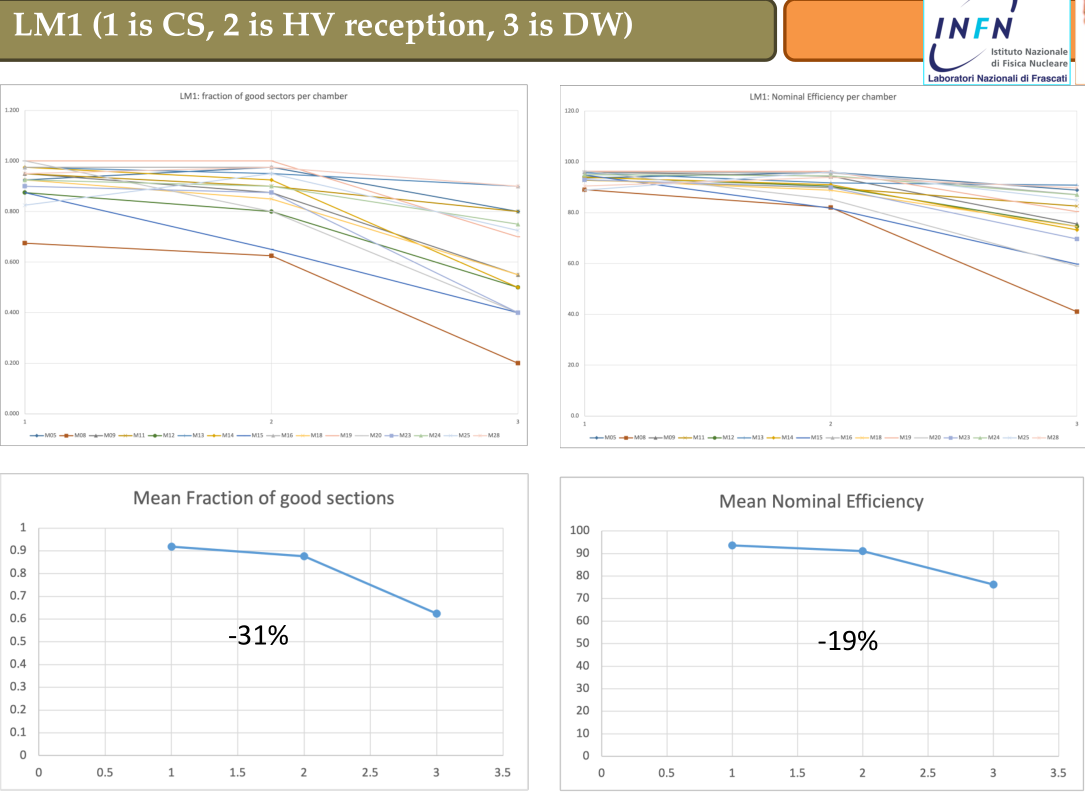 LM1 (1 is CS, 2 is HV reception, 3 is DW)
INFN
Istituto Nazionale
di Fisica Nucleare
Laboratori Nazionali di Frascati
LM1: fraction of good sectors per chamber
1.200
1.000
0.800
0.600
0.400
0.200
0.000
1 2 3
M05 M08 M09 M11 M12 M13 M14 M15 M16 M18 M19 M20 M23 M24 M25 M28
LM1: Nominal Efficiency per chamber
120.0
100.0
80.0
60.0
40.0
20.0
0.0
1 2 3
M05 M08 M09 M11 M12 M13 M14 M15 M16 M18 M19 M20 M23 M24 M25 M28
Mean Fraction of good sections
1
0.9
0.8
0.7
0.6
0.5
0.4
0.3
0.2
0.1
0
-31%
0 0.5 1 1.5 2 2.5 3 3.5
Mean Nominal Efficiency
100
90
80
70
60
50
40
30
20
10
0
-19%
0 0.5 1 1.5 2 2.5 3 3.5